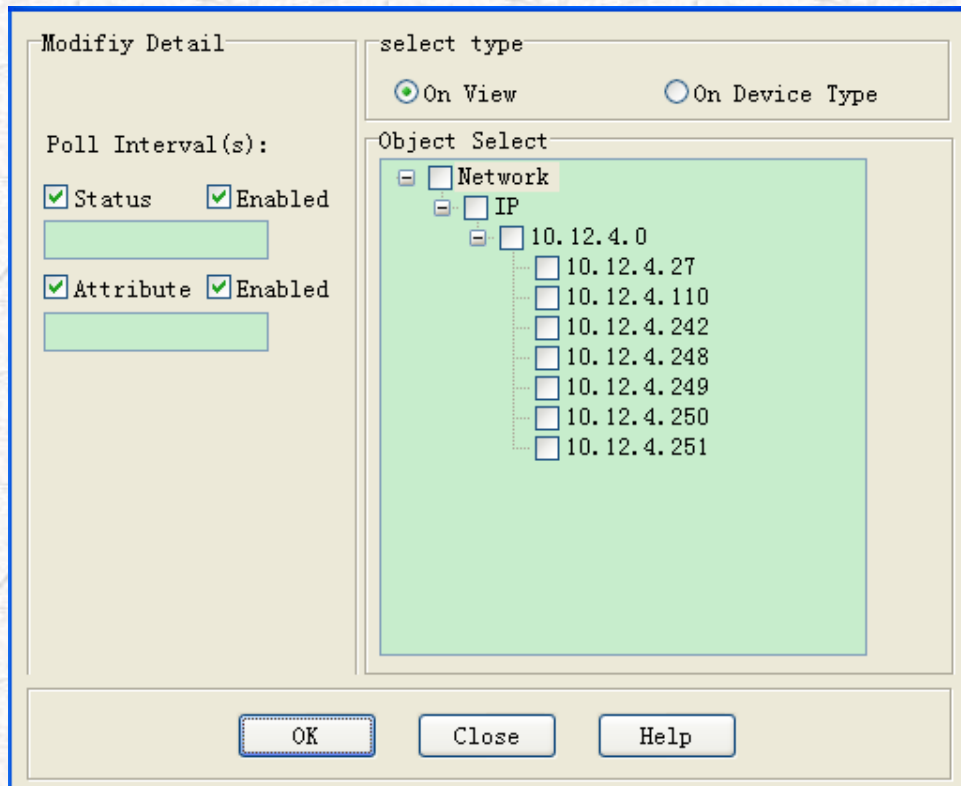 Modifiy Detail
Poll Interval(s):
Status Enabled
Attribute Enabled
select type
On View On Device Type
Object Select
Network
IP
10.12.4.0
10.12.4.27
10.12.4.110
10.12.4.242
10.12.4.248
10.12.4.249
10.12.4.250
10.12.4.251
OK Close Help